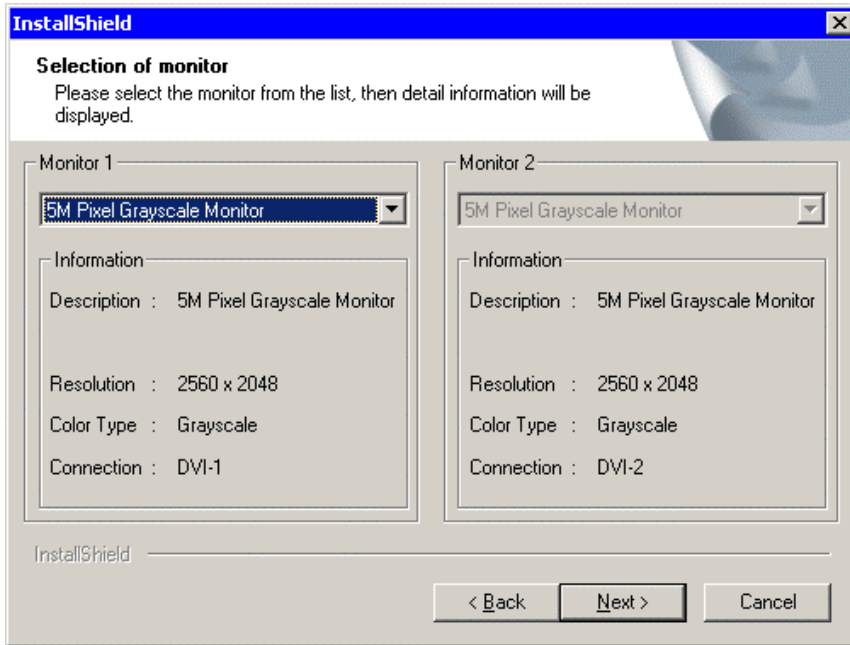 InstallShield
Selection of monitor
Please select the monitor from the list, then detail information will be
displayed.
Monitor 1
5M Pixel Grayscale Monitor
Information
Description : 5M Pixel Grayscale Monitor
Resolution : 2560 x 2048
Color Type : Grayscale
Connection : DVI-1
Monitor 2
5M Pixel Grayscale Monitor
Information
Description : 5M Pixel Grayscale Monitor
Resolution : 2560 x 2048
Color Type : Grayscale
Connection : DVI-2
InstallShield
< Back Next > Cancel